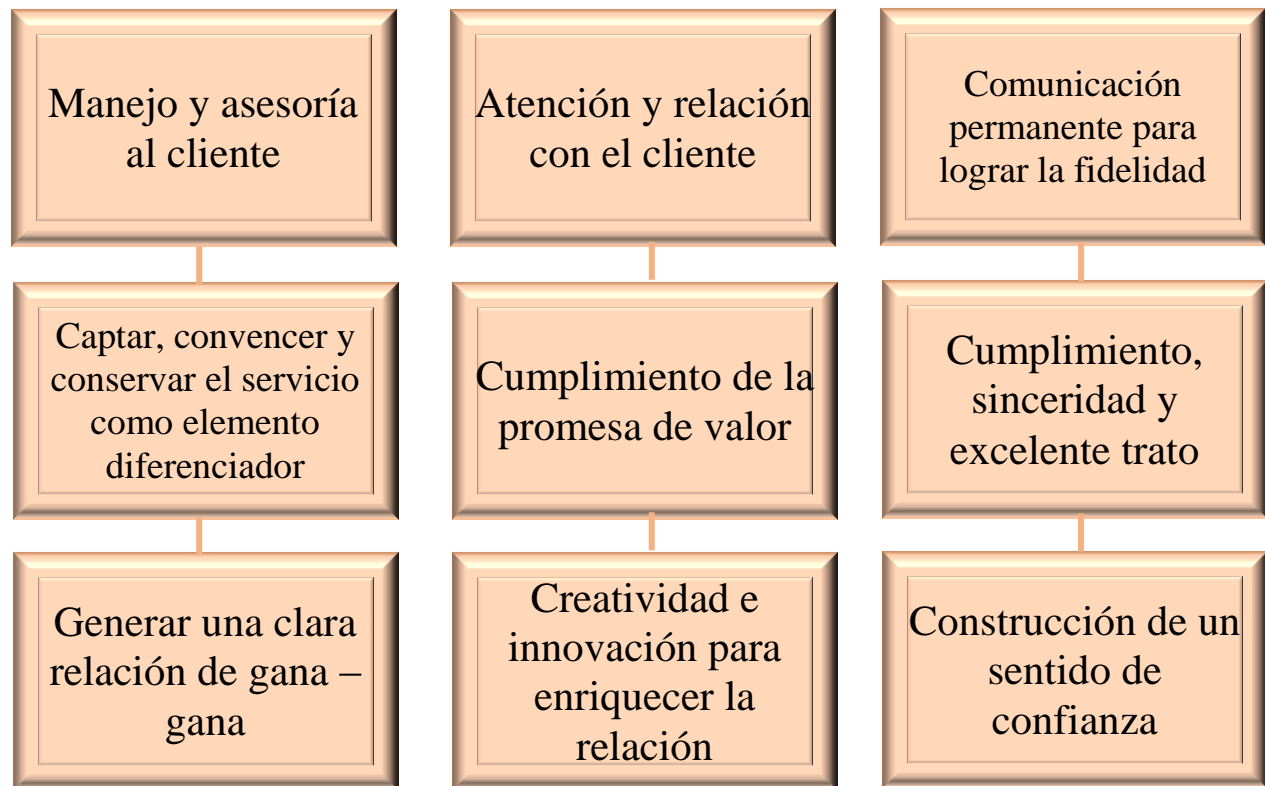 Manejo y asesoría
al cliente
Captar, convencer y
conservar el servicio
como elemento
diferenciador
Generar una clara
relación de gana –
gana
Atención y relación
con el cliente
Cumplimiento de la
promesa de valor
Creatividad e
innovación para
enriquecer la
relación
Comunicación
permanente para
lograr la fidelidad
Cumplimiento,
sinceridad y
excelente trato
Construcción de un
sentido de
confianza